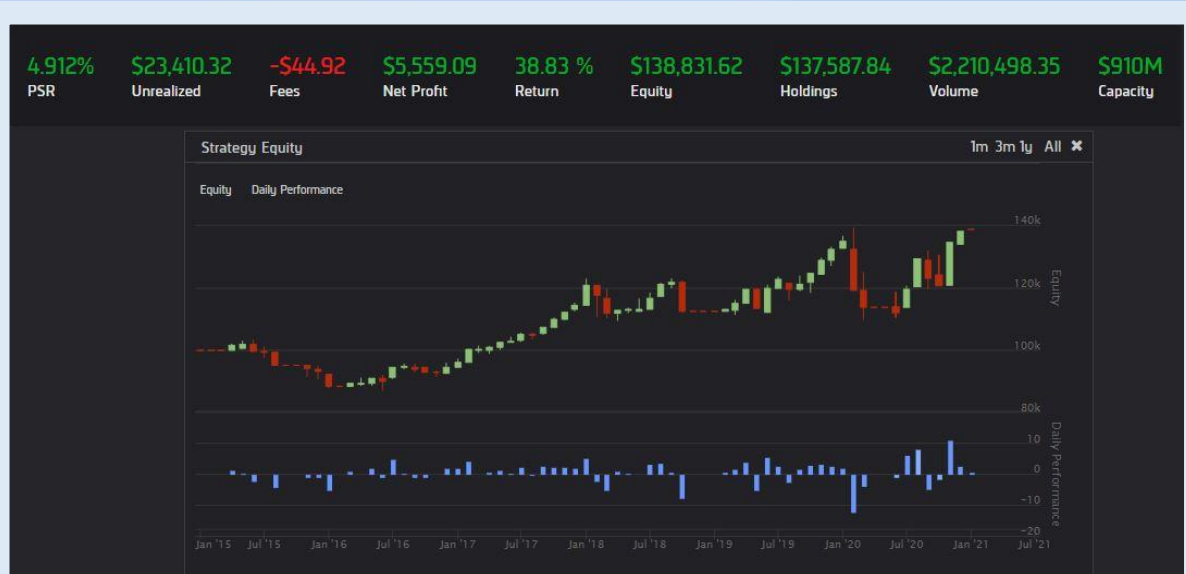 4.912% $23,410.32 -$44.92 $5,559.09 38.83 % $138,831.62 $137,587.84 $2,210,498.35 $910M
PSR Unrealized Fees Net Profit Return Equity Holdings Volume Capacity
Strategy Equity 1m 3m 1y All ✖
Equity Daily Performance
140k
120k
100k
80k
Equity
10
0
-10
-20
Daily Performance
Jan '15 Jul '15 Jan '16 Jul '16 Jan '17 Jul '17 Jan '18 Jul '18 Jan '19 Jul '19 Jan '20 Jul '20 Jan '21 Jul '21